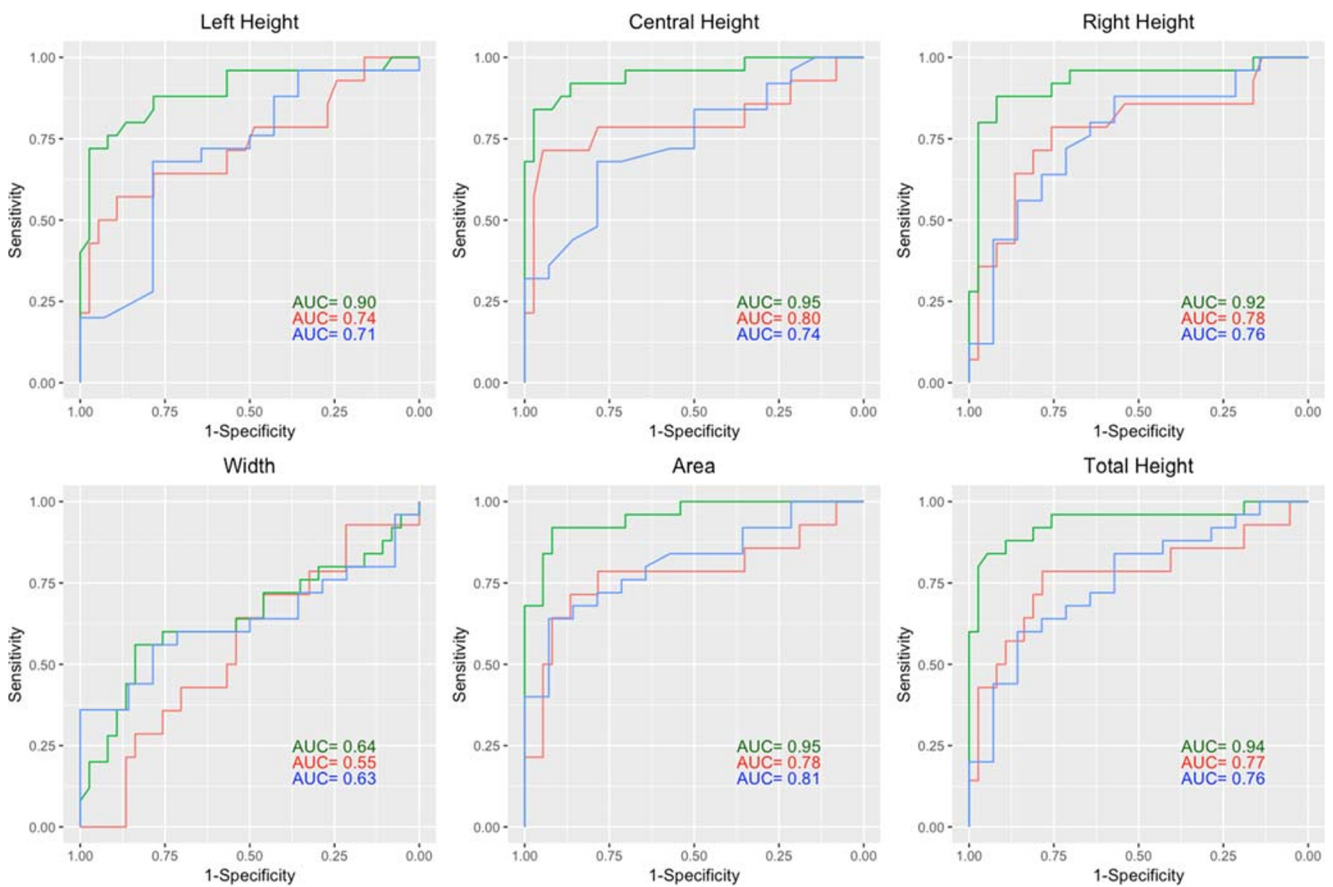 Left Height
1.00
0.75
0.50
0.25
0.00
Sensitivity
AUC= 0.90
AUC= 0.74
AUC= 0.71
1.00 0.75 0.50 0.25 0.00
1-Specificity
Central Height
1.00
0.75
0.50
0.25
0.00
Sensitivity
AUC= 0.95
AUC= 0.80
AUC= 0.74
1.00 0.75 0.50 0.25 0.00
1-Specificity
Right Height
1.00
0.75
0.50
0.25
0.00
Sensitivity
AUC= 0.92
AUC= 0.78
AUC= 0.76
1.00 0.75 0.50 0.25 0.00
1-Specificity
Width
1.00
0.75
0.50
0.25
0.00
Sensitivity
AUC= 0.64
AUC= 0.55
AUC= 0.63
1.00 0.75 0.50 0.25 0.00
1-Specificity
Area
1.00
0.75
0.50
0.25
0.00
Sensitivity
AUC= 0.95
AUC= 0.78
AUC= 0.81
1.00 0.75 0.50 0.25 0.00
1-Specificity
Total Height
1.00
0.75
0.50
0.25
0.00
Sensitivity
AUC= 0.94
AUC= 0.77
AUC= 0.76
1.00 0.75 0.50 0.25 0.00
1-Specificity